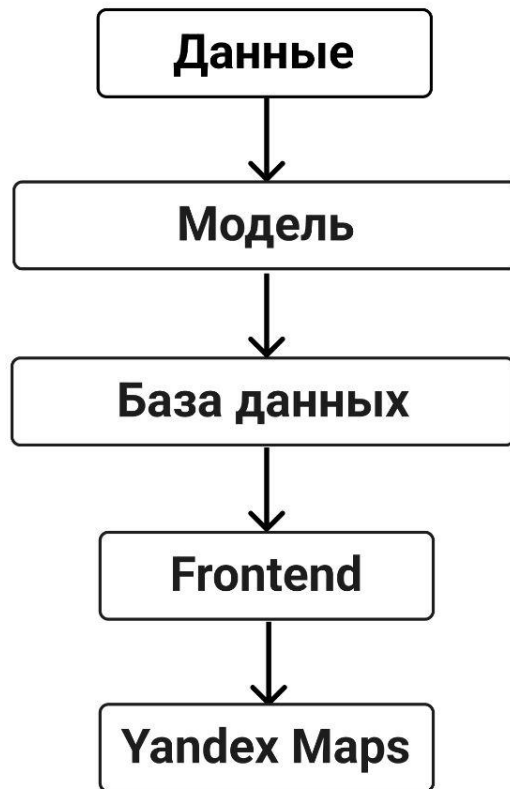 Данные
Модель
База данных
Frontend
Yandex Maps